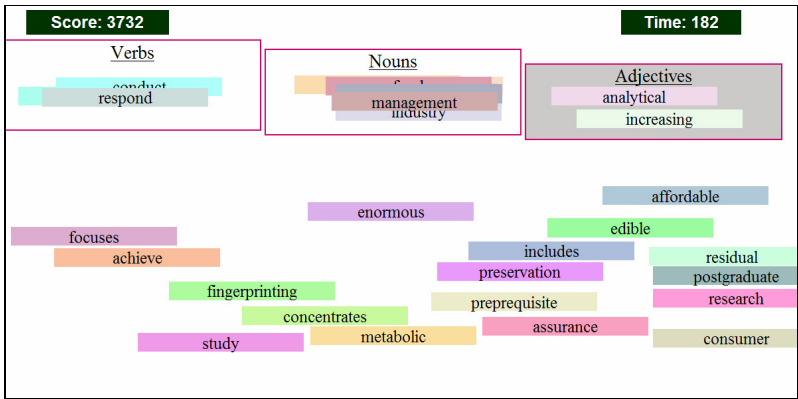 Score: 3732
Time: 182
Verbs
Nouns
Adjectives
conduct
respond
management
industry
analytical
increasing
affordable
enormous
edible
focuses
achieve
includes
residual
preservation
postgraduate
fingerprinting
preprequisite
research
concentrates
assurance
study
metabolic
consumer